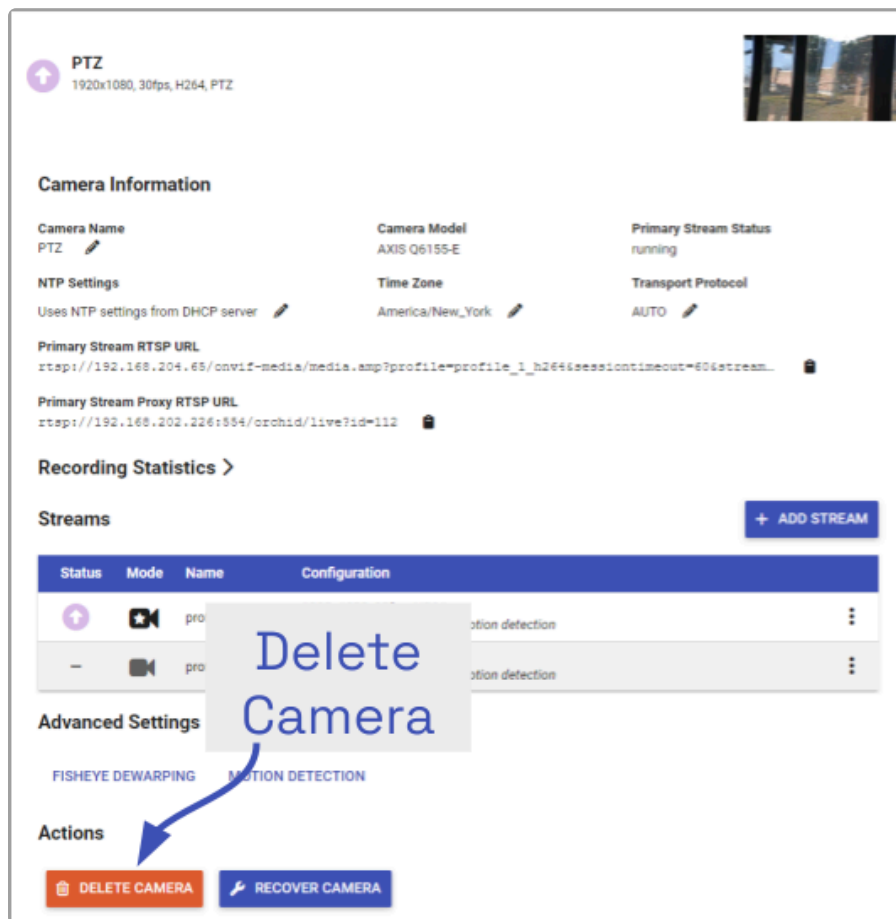 PTZ
1920x1080, 30fps, H264, PTZ
Camera Information
Camera Name
PTZ
Camera Model
AXIS Q6155-E
Primary Stream Status
running
NTP Settings
Uses NTP settings from DHCP server
Time Zone
America/New_York
Transport Protocol
AUTO
Primary Stream RTSP URL
rtsp://192.168.204.65/onvif-media/media.amp?profile=profile_1_h264&sessiontimeout=60&stream…
Primary Stream Proxy RTSP URL
rtsp://192.168.202.226:554/orchid/live?id=112
Recording Statistics >
Streams
+ ADD STREAM
Status Mode Name Configuration
pro
detection
– pro
detection
Delete
Camera
Advanced Settings
FISHEYE DEWARPING MOTION DETECTION
Actions
DELETE CAMERA
RECOVER CAMERA